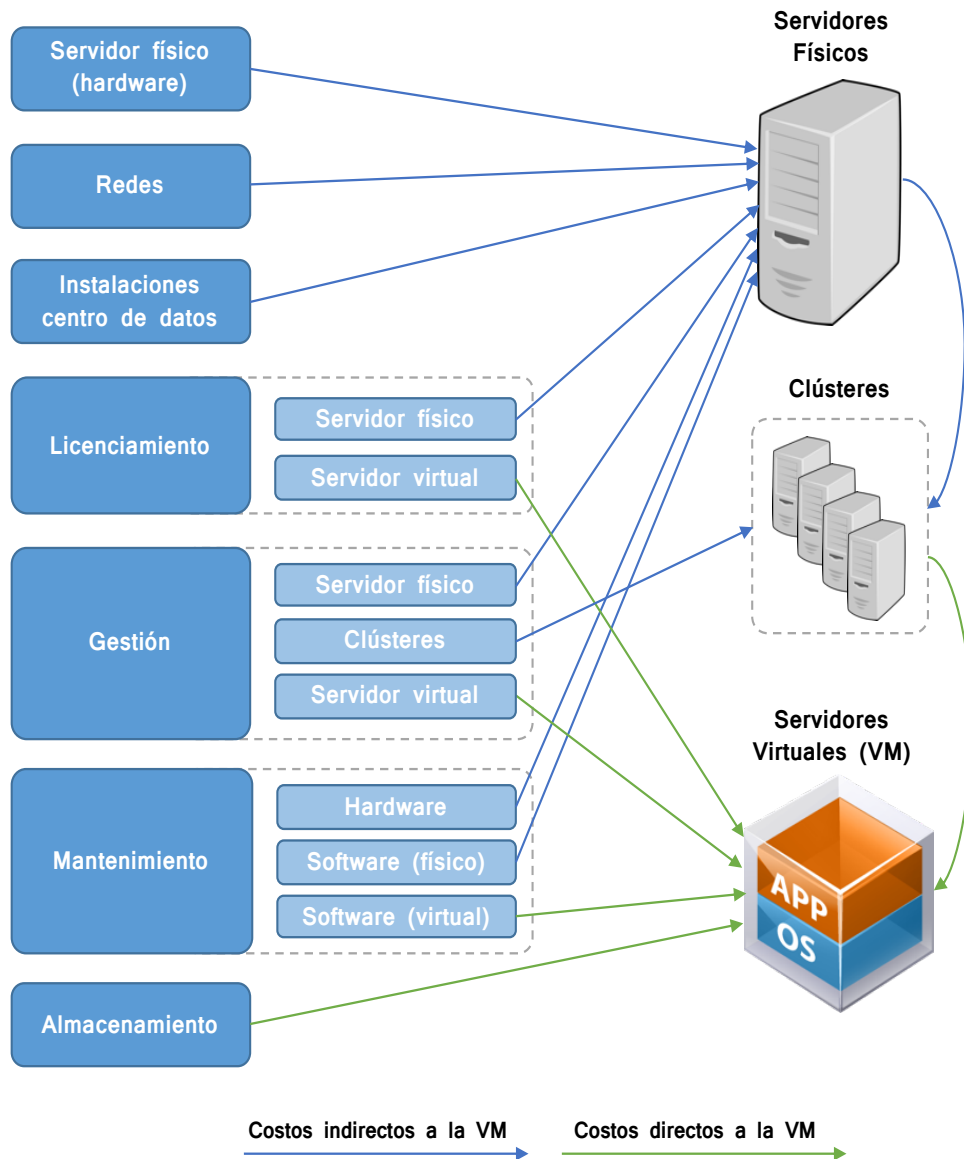 Servidor físico
(hardware)
Redes
Instalaciones
centro de datos
Licenciamiento
Servidor físico
Servidor virtual
Gestión
Servidor físico
Clústeres
Servidor virtual
Mantenimiento
Hardware
Software (físico)
Software (virtual)
Almacenamiento
Servidores
Físicos
Clústeres
Servidores
Virtuales (VM)
APP
OS
Costos indirectos a la VM
Costos directos a la VM